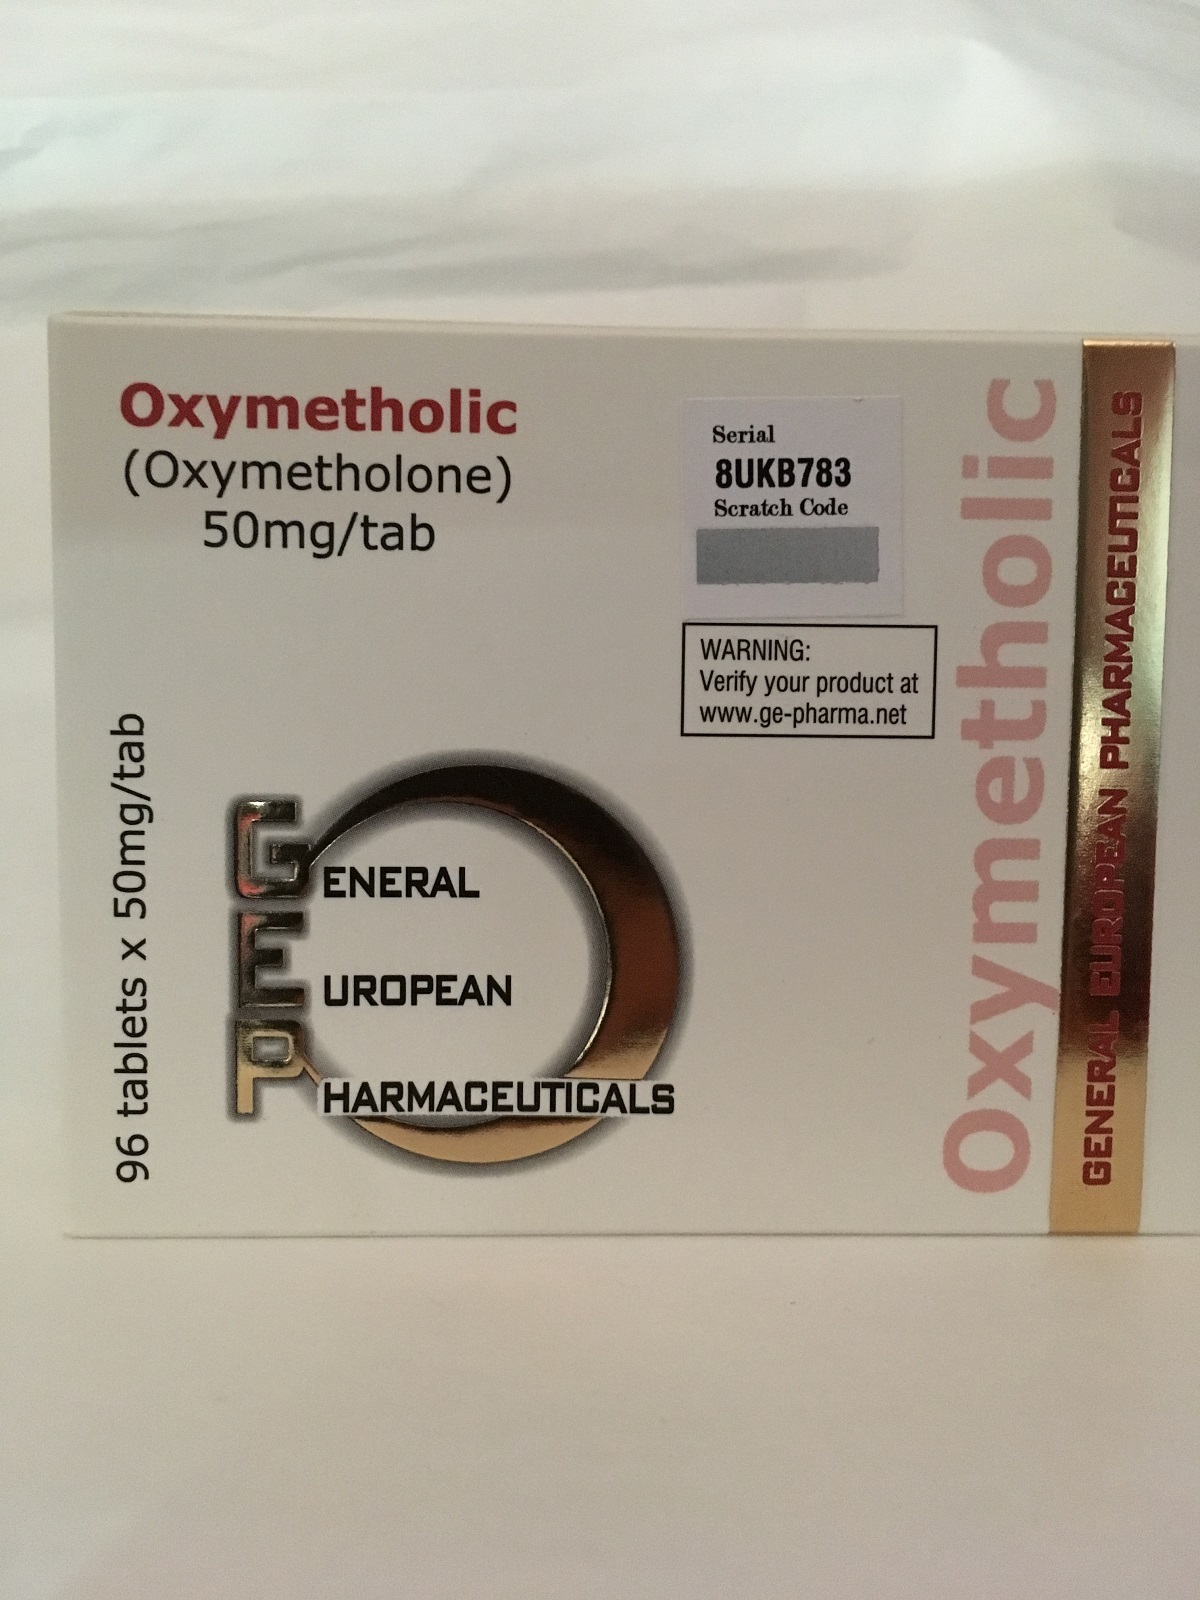 Oxymetholic
(Oxymetholone)
50mg/tab
Serial
8UKB783
Scratch Code
WARNING:
Verify your product at
www.ge-pharma.net
96 tablets x 50mg/tab
GENERAL
EUROPEAN
PHARMACEUTICALS
Oxymetholic
GENERAL EUROPEAN PHARMACEUTICALS